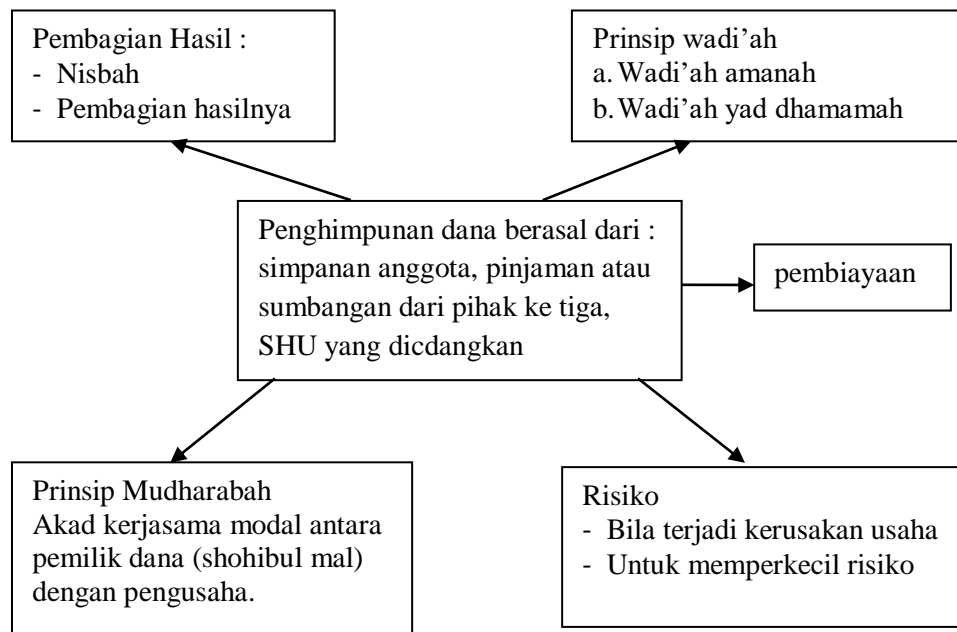 Pembagian Hasil :
- Nisbah
- Pembagian hasilnya
Prinsip wadi’ah
a. Wadi’ah amanah
b. Wadi’ah yad dhamamah
Penghimpunan dana berasal dari :
simpanan anggota, pinjaman atau
sumbangan dari pihak ke tiga,
SHU yang dicdangkan
pembiayaan
Prinsip Mudharabah
Akad kerjasama modal antara
pemilik dana (shohibul mal)
dengan pengusaha.
Risiko
- Bila terjadi kerusakan usaha
- Untuk memperkecil risiko